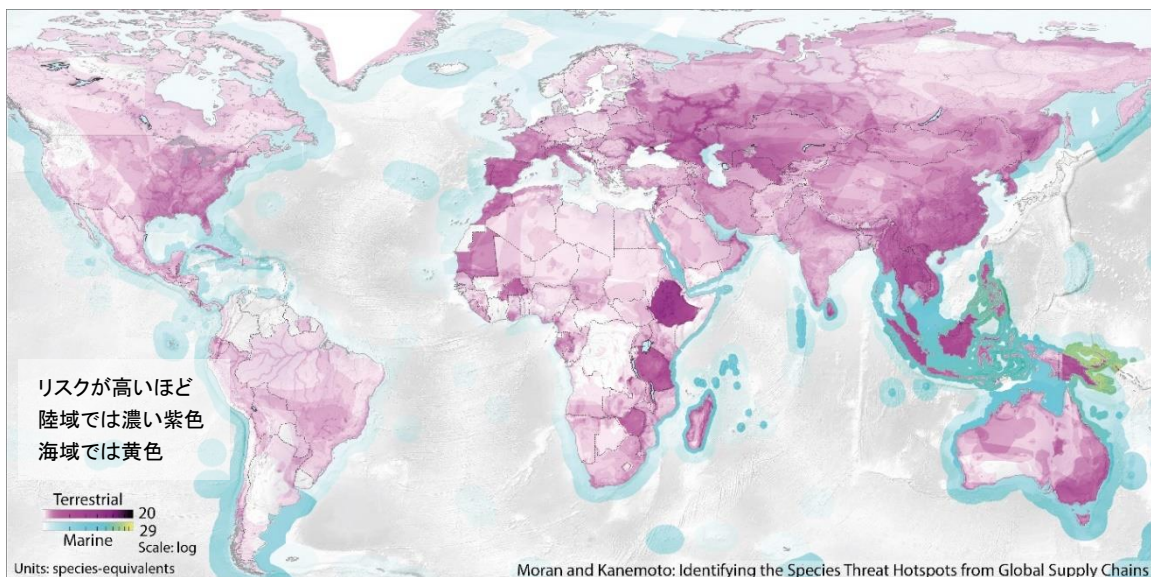 リスクが高いほど
陸域では濃い紫色
海域では黄色
Terrestrial
20
29
Marine
Scale: log
Units: species-equivalents
Moran and Kanemoto: Identifying the Species Threat Hotspots from Global Supply Chains